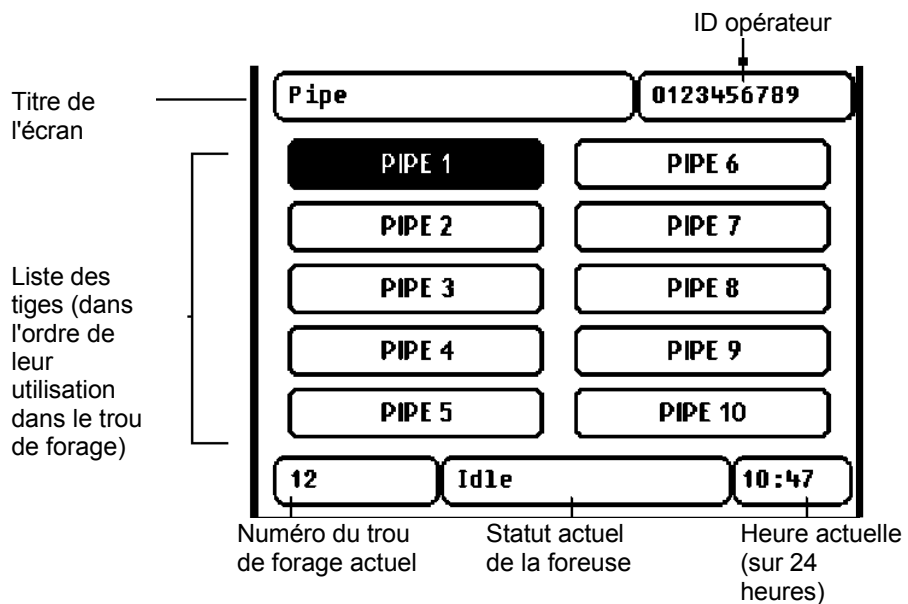 ID opérateur
Titre de
l'écran
Pipe
0123456789
PIPE 1
PIPE 6
PIPE 2
PIPE 7
Liste des
tiges (dans
l'ordre de
leur
utilisation
dans le trou
de forage)
PIPE 3
PIPE 8
PIPE 4
PIPE 9
PIPE 5
PIPE 10
12
Idle
10:47
Numéro du trou
de forage actuel
Statut actuel
de la foreuse
Heure actuelle
(sur 24
heures)